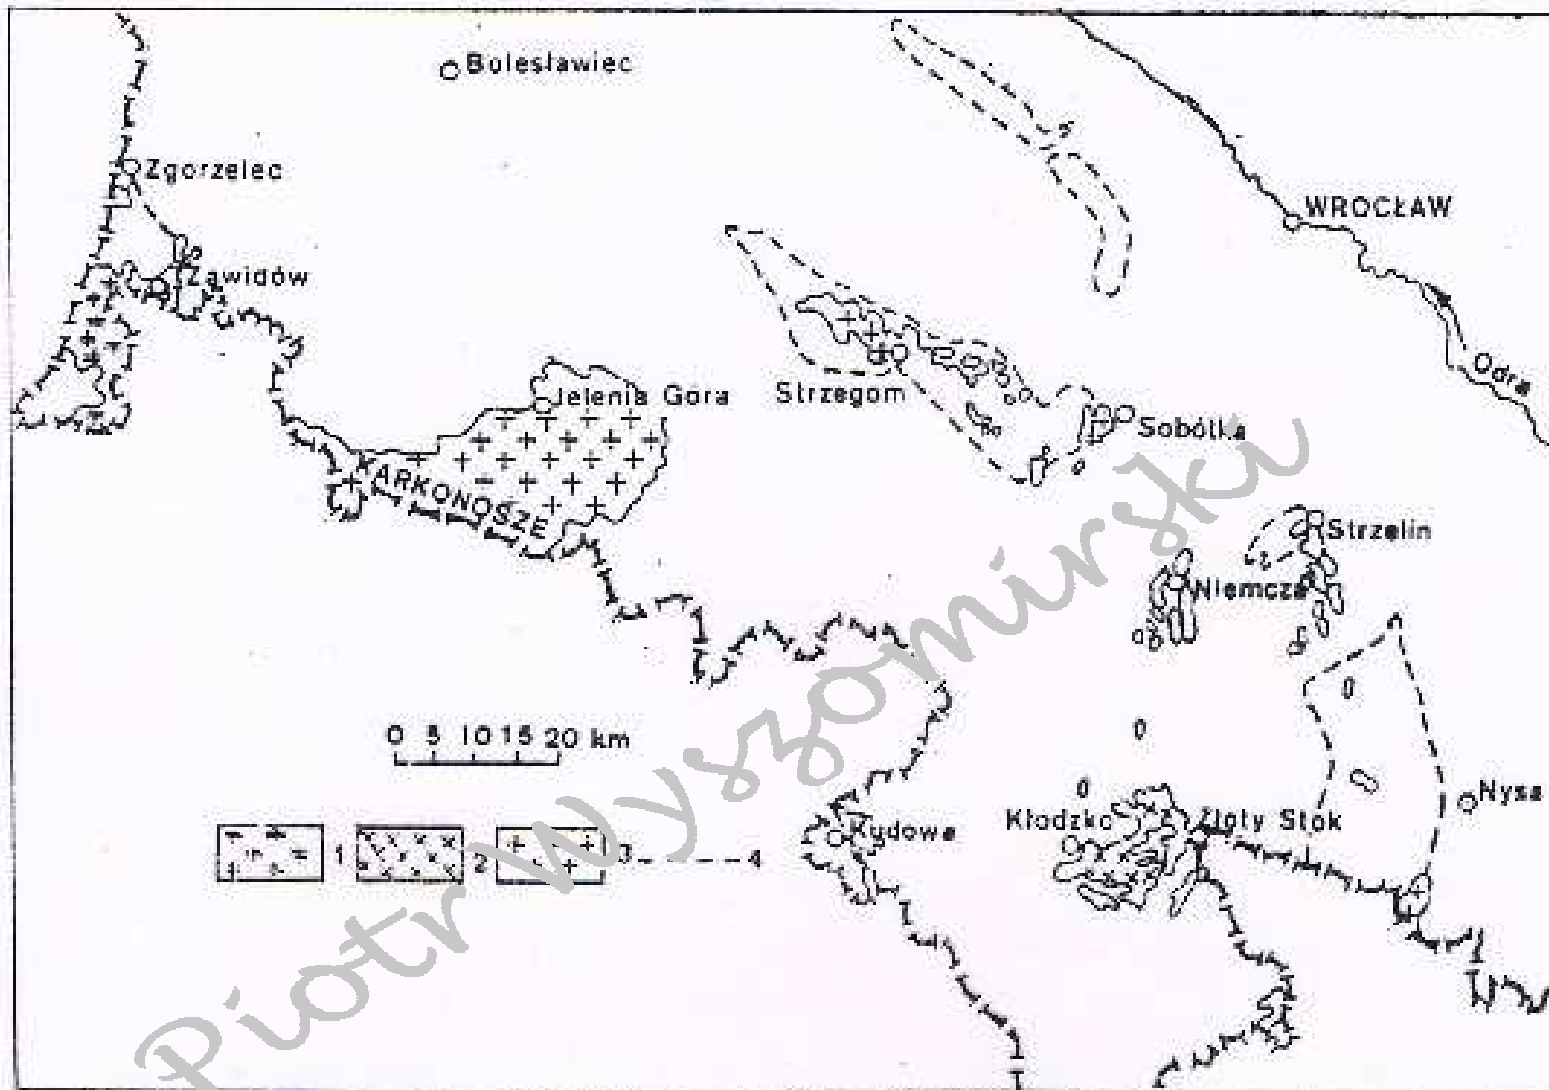 Bolesławiec
Zgorzelec
WROCŁAW
Zawidów
Odra
Jelenia Góra
Strzegom
Sobótka
KARKONOSZE
Strzelin
Niemcza
0 5 10 15 20 km
Nysa
Kudowa
Kłodzko
Złoty Stok
1 2 3 4
Piotr Wyszomirski